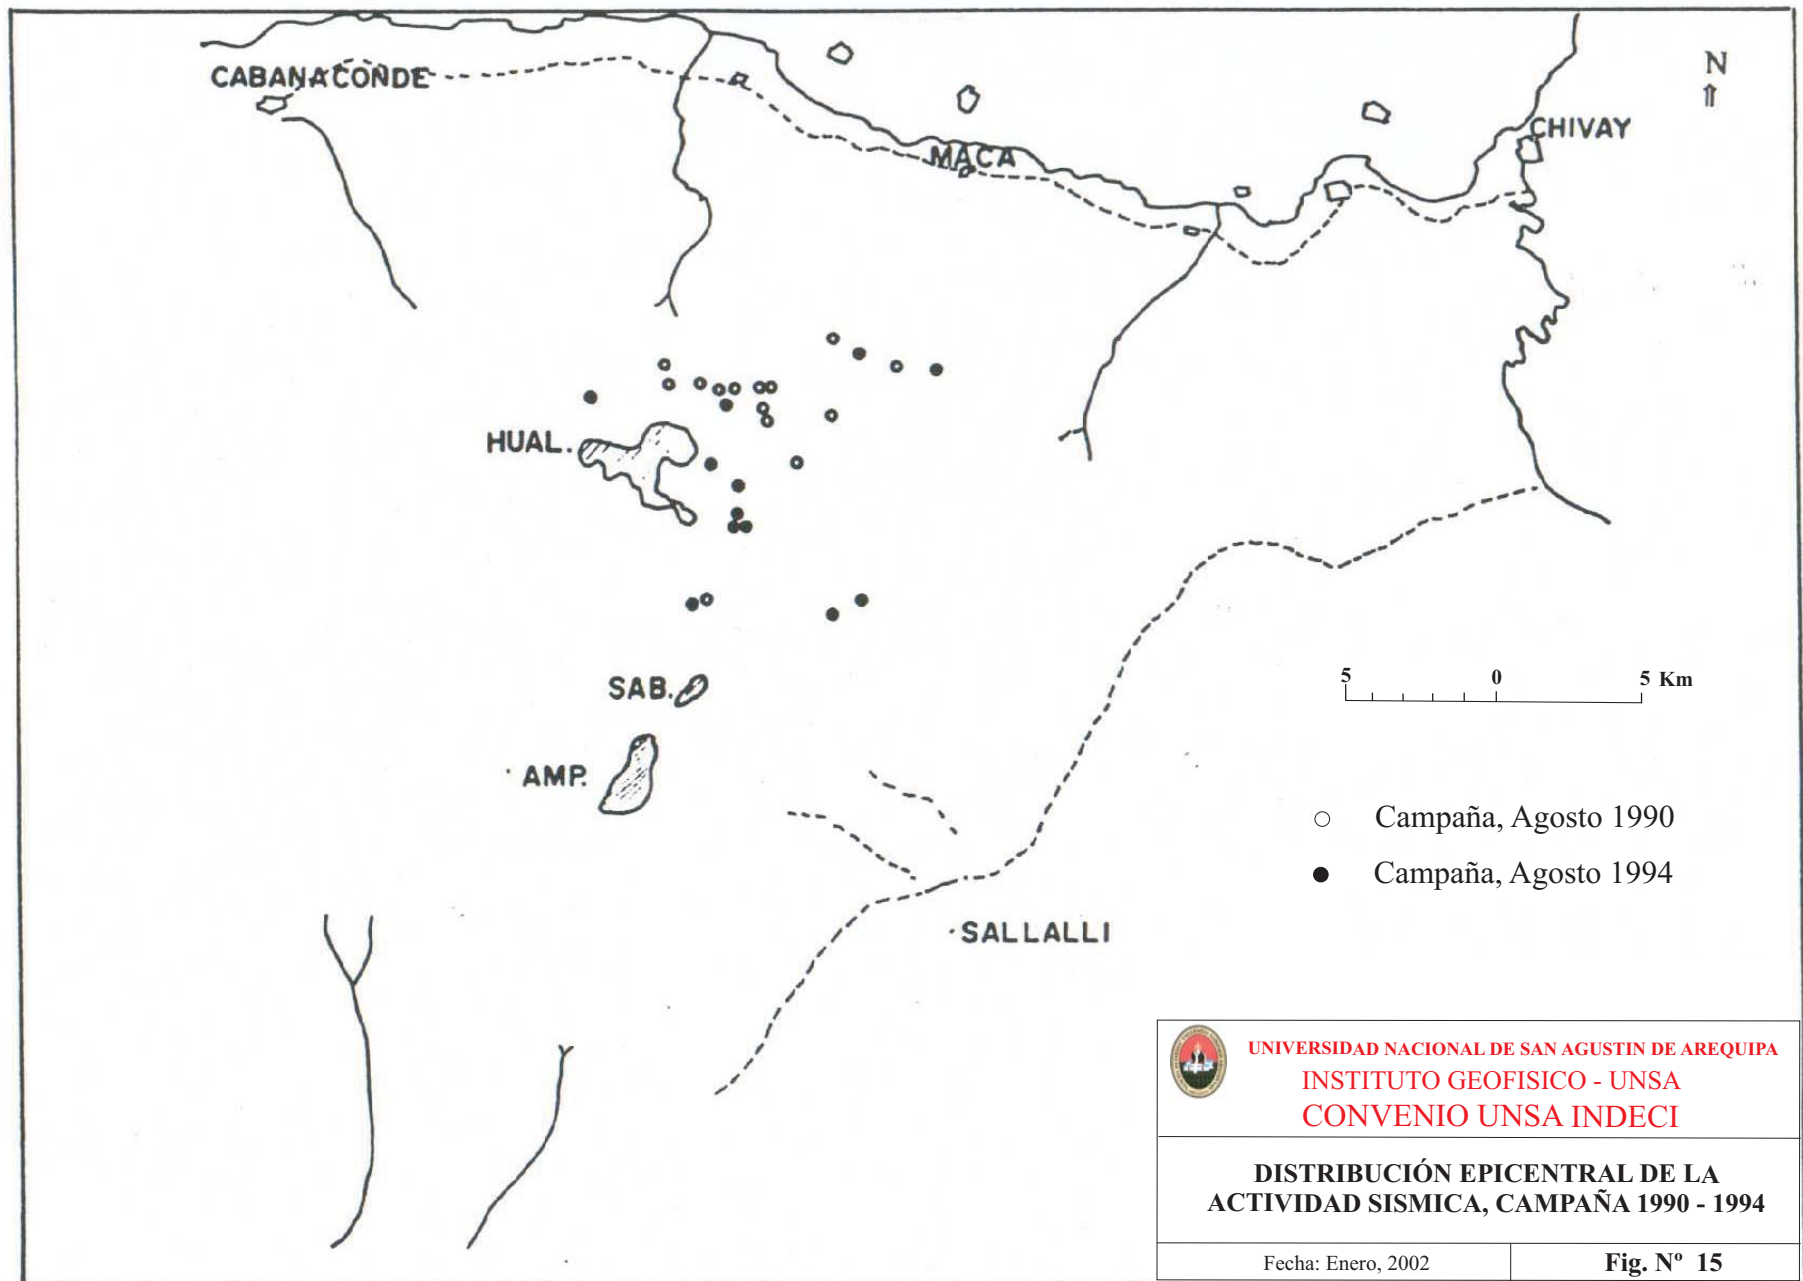 N
CABANACONDE
CHIVAY
MACA
HUAL.
SAB.
AMP.
SALLALLI
5 0 5 Km
Campaña, Agosto 1990
Campaña, Agosto 1994
UNIVERSIDAD NACIONAL DE SAN AGUSTIN DE AREQUIPA
INSTITUTO GEOFISICO - UNSA
CONVENIO UNSA INDECI
DISTRIBUCIÓN EPICENTRAL DE LA
ACTIVIDAD SISMICA, CAMPAÑA 1990 - 1994
Fecha: Enero, 2002
Fig. Nº 15